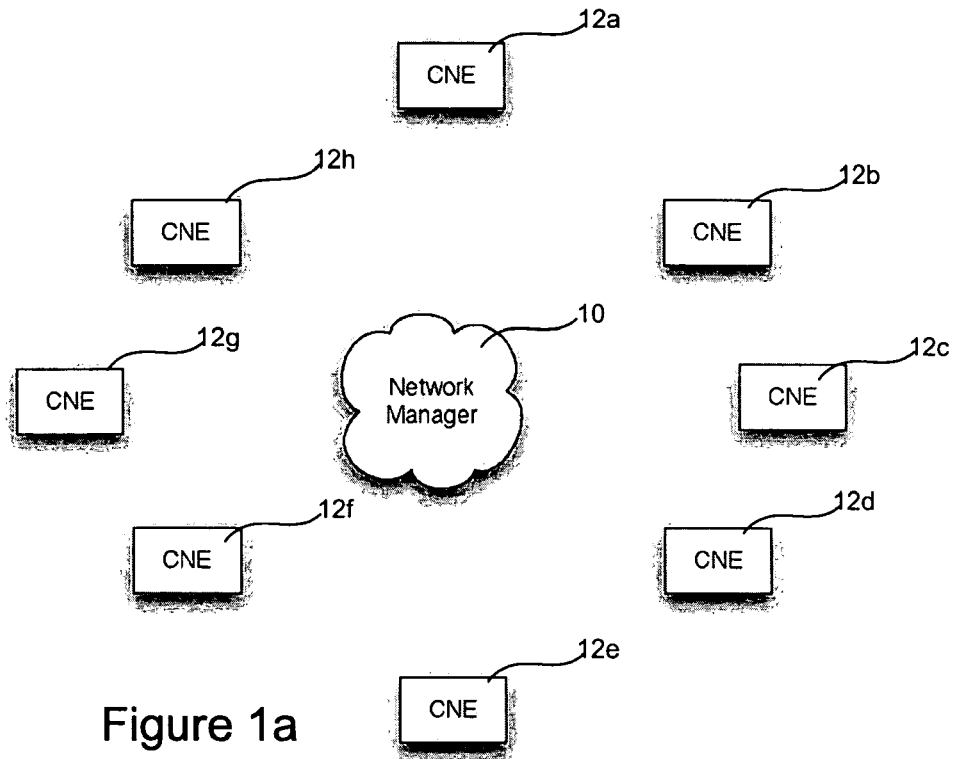 12a
CNE
12h
12b
CNE
CNE
10
12g
12c
Network
Manager
CNE
CNE
12f
12d
CNE
CNE
12e
CNE
Figure 1a